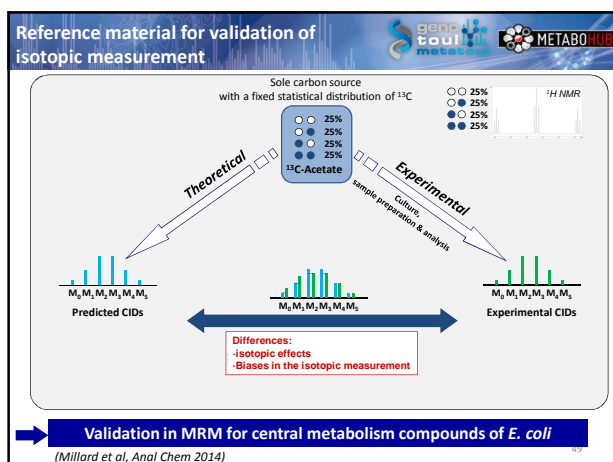 Reference material for validation of
isotopic measurement
geno
toul
metatoul
METABOHUB
Sole carbon source
with a fixed statistical distribution of ¹³C
25%
25%
25%
25%
¹³C-Acetate
25%
25%
25%
25%
¹H NMR
Theoretical
Experimental
Culture,
sample preparation & analysis
M₀ M₁ M₂ M₃ M₄ M₅
Predicted CIDs
M₀ M₁ M₂ M₃ M₄ M₅
M₀ M₁ M₂ M₃ M₄ M₅
Experimental CIDs
Differences:
-isotopic effects
-Biases in the isotopic measurement
Validation in MRM for central metabolism compounds of E. coli
(Millard et al, Anal Chem 2014)
49